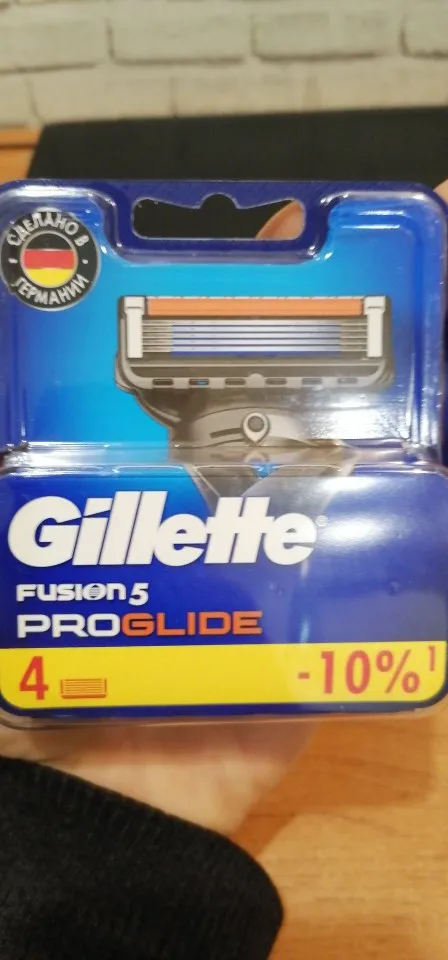 СДЕЛАНО В
ГЕРМАНИИ
Gillette®
FUSION5
PROGLIDE
4
-10%¹